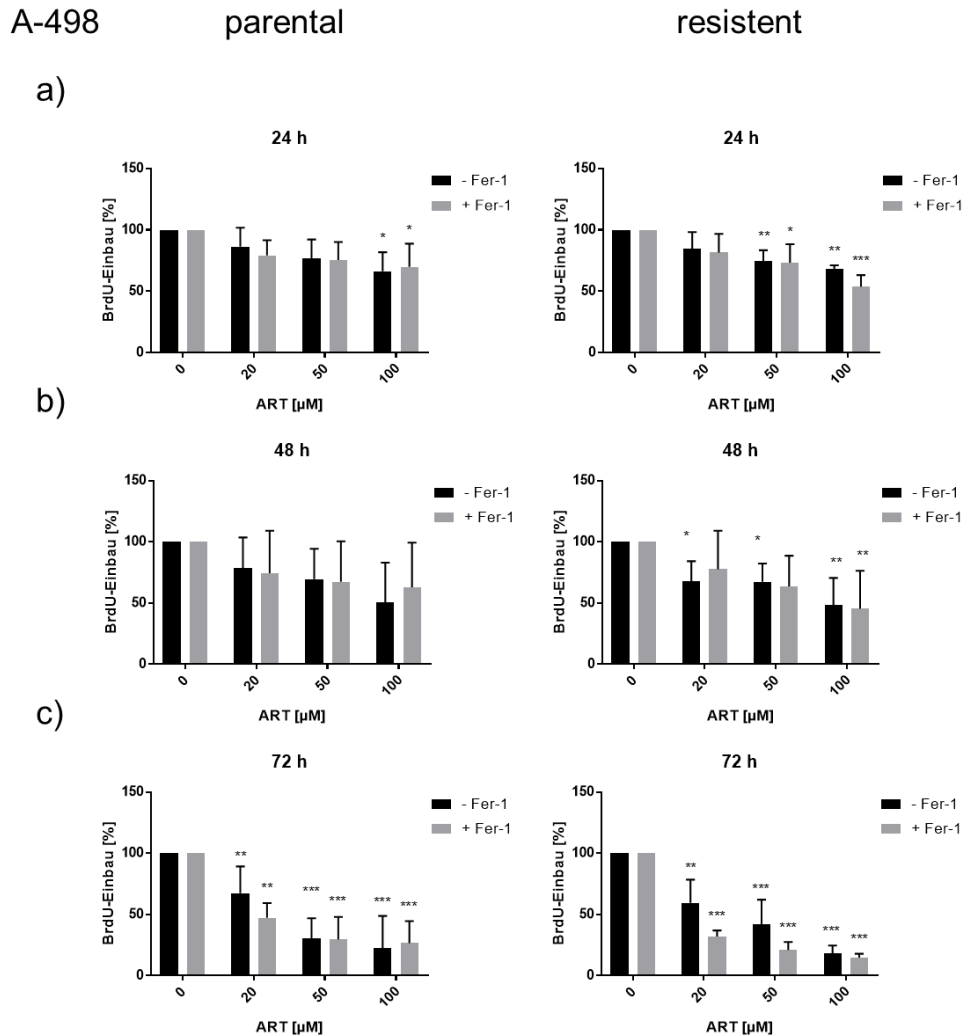 A-498 parental resistent
a)
24 h
BrdU-Einbau [%]
150
100
50
0
- Fer-1
+ Fer-1
* *
0 20 50 100
ART [µM]
24 h
BrdU-Einbau [%]
150
100
50
0
- Fer-1
+ Fer-1
** * ** ***
0 20 50 100
ART [µM]
b)
48 h
BrdU-Einbau [%]
150
100
50
0
- Fer-1
+ Fer-1
0 20 50 100
ART [µM]
48 h
BrdU-Einbau [%]
150
100
50
0
- Fer-1
+ Fer-1
* * ** **
0 20 50 100
ART [µM]
c)
72 h
BrdU-Einbau [%]
150
100
50
0
- Fer-1
+ Fer-1
** ** *** *** *** ***
0 20 50 100
ART [µM]
72 h
BrdU-Einbau [%]
150
100
50
0
- Fer-1
+ Fer-1
** *** *** *** *** ***
0 20 50 100
ART [µM]